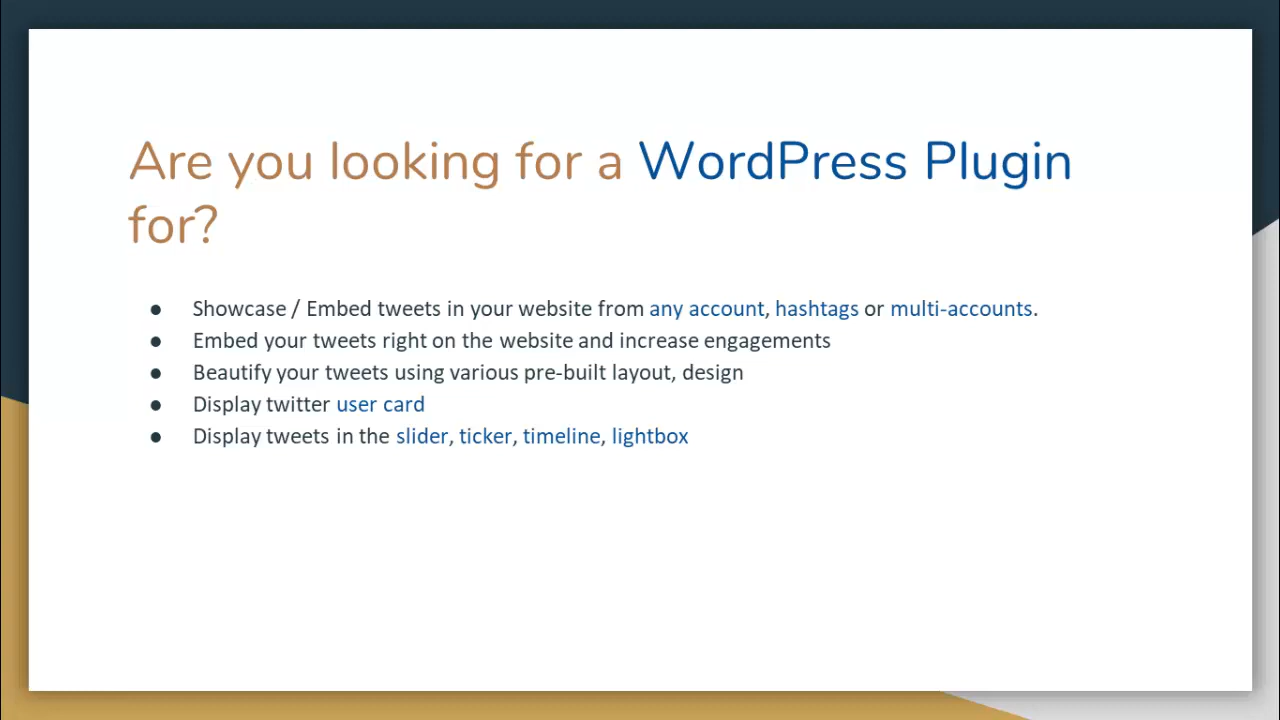 Are you looking for a WordPress Plugin
for?
● Showcase / Embed tweets in your website from any account, hashtags or multi-accounts.
● Embed your tweets right on the website and increase engagements
● Beautify your tweets using various pre-built layout, design
● Display twitter user card
● Display tweets in the slider, ticker, timeline, lightbox